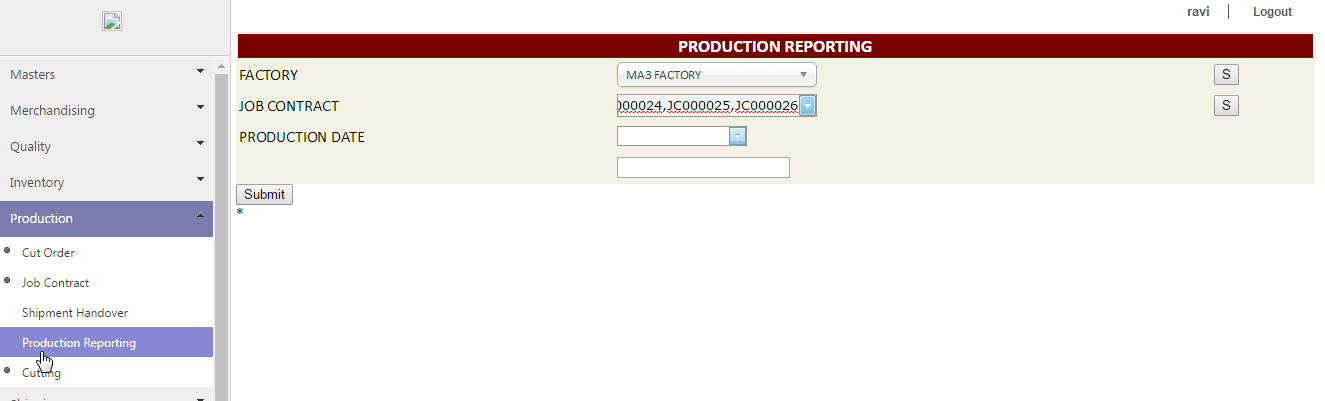 ravi | Logout
PRODUCTION REPORTING
Masters
Merchandising
Quality
Inventory
Production
Cut Order
Job Contract
Shipment Handover
Production Reporting
Cutting
FACTORY MA3 FACTORY S
JOB CONTRACT 000024,JC000025,JC000026 S
PRODUCTION DATE
Submit
*